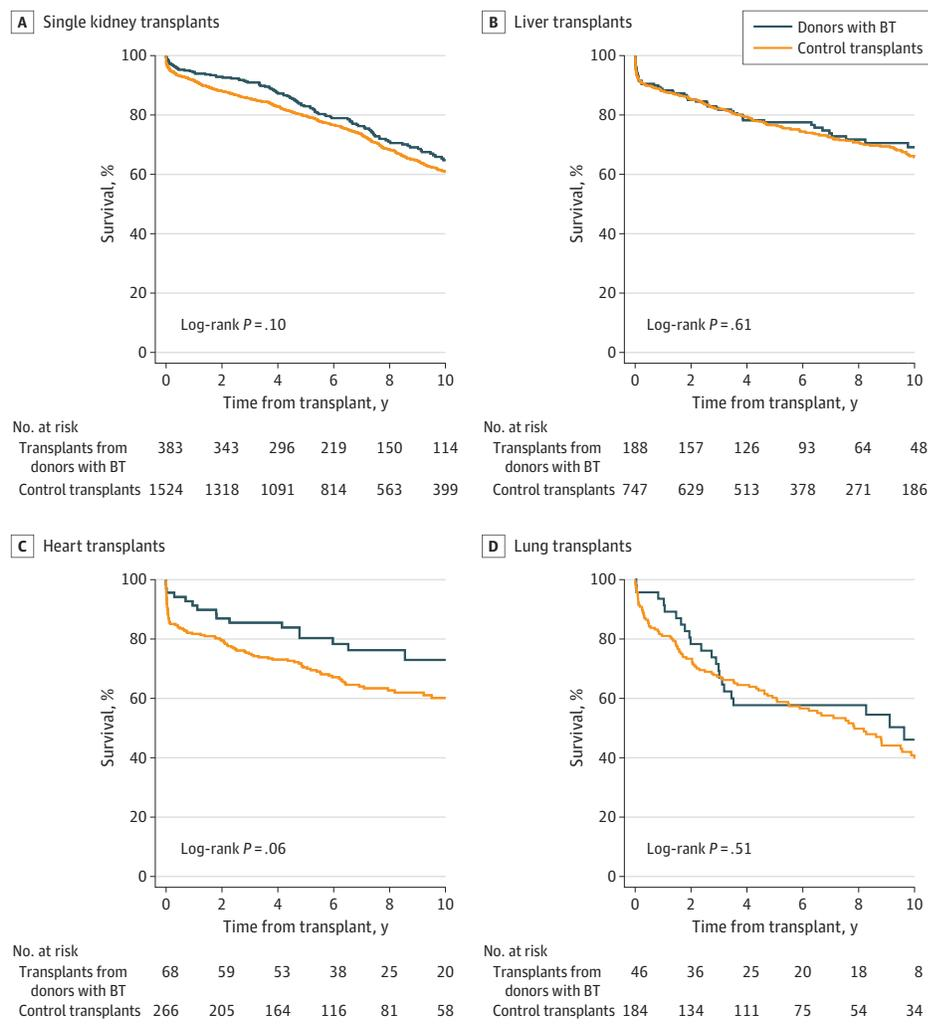 A Single kidney transplants
100
80
60
40
20
0
Survival, %
Log-rank P = .10
0 2 4 6 8 10
Time from transplant, y
No. at risk
Transplants from donors with BT 383 343 296 219 150 114
Control transplants 1524 1318 1091 814 563 399
B Liver transplants
Donors with BT
Control transplants
100
80
60
40
20
0
Survival, %
Log-rank P = .61
0 2 4 6 8 10
Time from transplant, y
No. at risk
Transplants from donors with BT 188 157 126 93 64 48
Control transplants 747 629 513 378 271 186
C Heart transplants
100
80
60
40
20
0
Survival, %
Log-rank P = .06
0 2 4 6 8 10
Time from transplant, y
No. at risk
Transplants from donors with BT 68 59 53 38 25 20
Control transplants 266 205 164 116 81 58
D Lung transplants
100
80
60
40
20
0
Survival, %
Log-rank P = .51
0 2 4 6 8 10
Time from transplant, y
No. at risk
Transplants from donors with BT 46 36 25 20 18 8
Control transplants 184 134 111 75 54 34